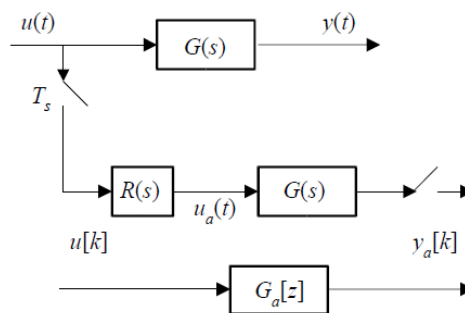 u(t) G(s) y(t)
T_s
R(s) u_a(t) G(s)
u[k] y_a[k]
G_a[z]